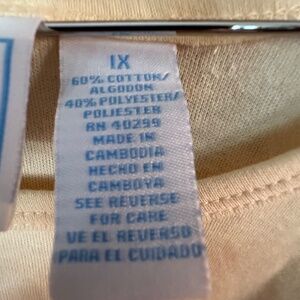 1X
60% COTTON/
ALGODON
40% POLYESTER/
POLIESTER
RN 40299
MADE IN
CAMBODIA
HECHO EN
CAMBOYA
SEE REVERSE
FOR CARE
VE EL REVERSO
PARA EL CUIDADO